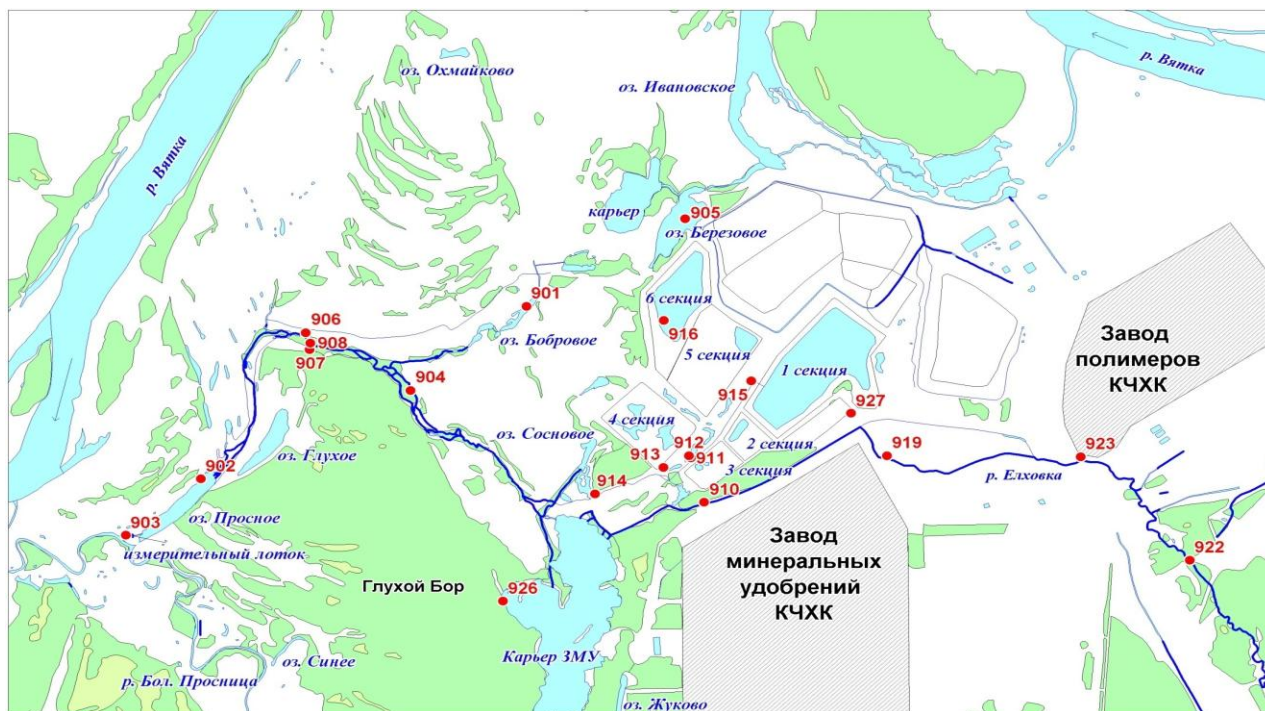 оз. Охмайково
р. Вятка
оз. Ивановское
р. Вятка
карьер
905
оз. Березовое
901
6 секция
916
906
908
907
оз. Бобровое
5 секция
Завод
полимеров
КЧХК
904
915
1 секция
927
4 секция
оз. Сосновое
912
2 секция
919
923
913
911
оз. Глухое
3 секция
р. Елховка
902
914
910
оз. Просное
903
измерительный лоток
Завод
минеральных
удобрений
КЧХК
922
Глухой Бор
926
оз. Синее
Карьер ЗМУ
р. Бол. Просница
оз. Жуково